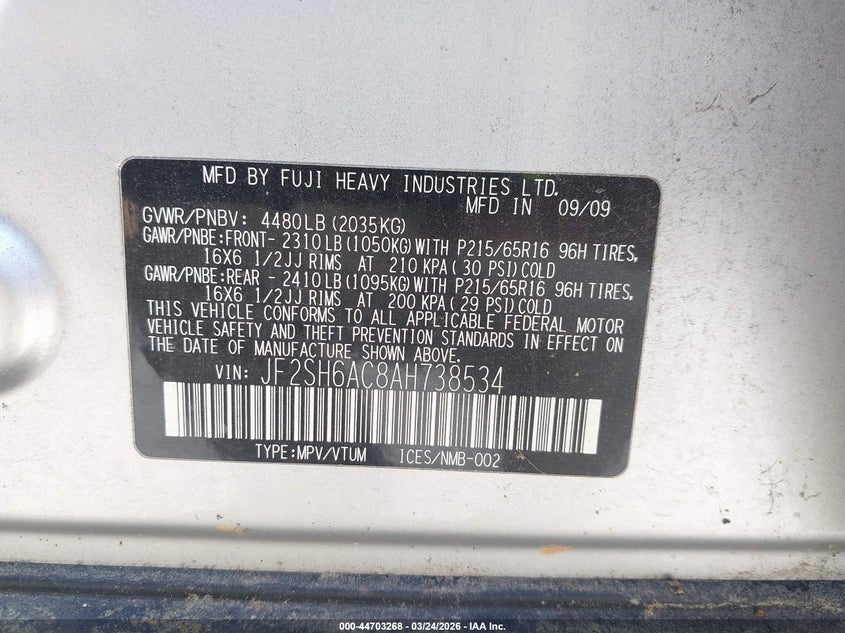 MFD BY FUJI HEAVY INDUSTRIES LTD.
MFD IN 09/09
GVWR/PNBV: 4480LB (2035KG)
GAWR/PNBE:FRONT- 2310LB (1050KG) WITH P215/65R16 96H TIRES,
16X6 1/2JJ RIMS AT 210 KPA ( 30 PSI) COLD
GAWR/PNBE:REAR - 2410LB (1095KG) WITH P215/65R16 96H TIRES,
16X6 1/2JJ RIMS AT 200 KPA ( 29 PSI) COLD
THIS VEHICLE CONFORMS TO ALL APPLICABLE FEDERAL MOTOR
VEHICLE SAFETY AND THEFT PREVENTION STANDARDS IN EFFECT ON
THE DATE OF MANUFACTURE SHOWN ABOVE.
VIN: JF2SH6AC8AH738534
TYPE:MPV/VTUM ICES/NMB-002
000-44703268 - 03/24/2026 - IAA Inc.